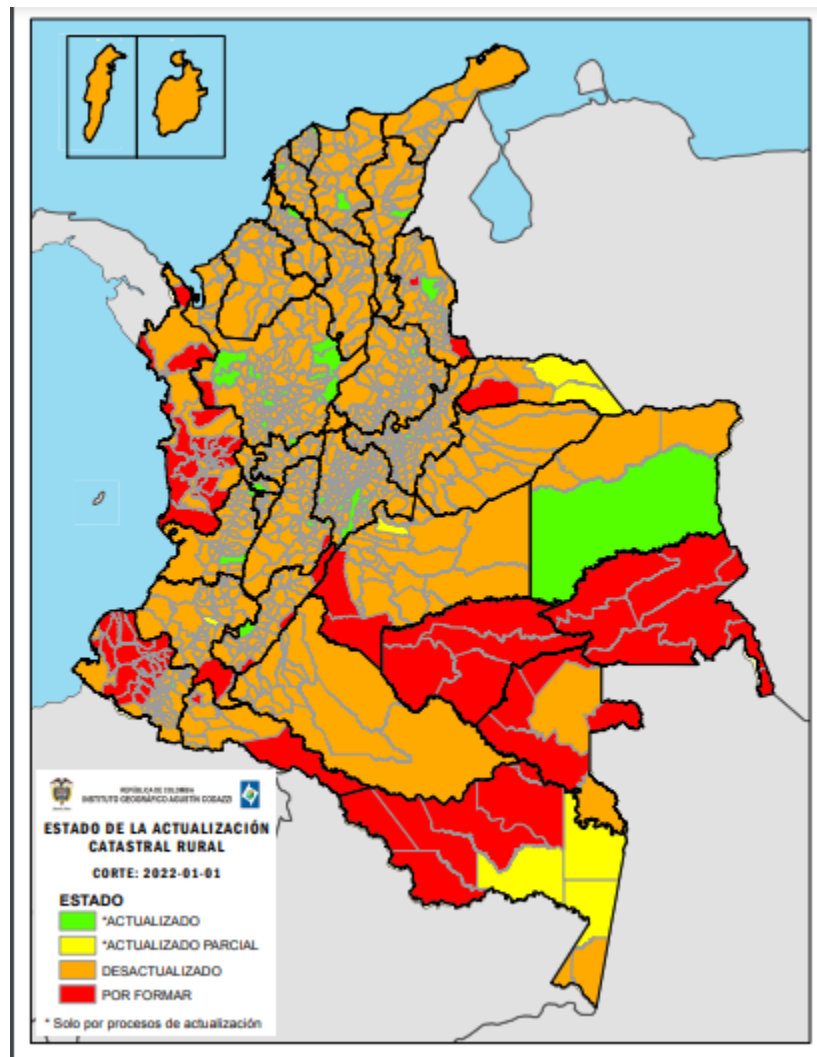 REPÚBLICA DE COLOMBIA
INSTITUTO GEOGRÁFICO AGUSTÍN CODAZZI
ESTADO DE LA ACTUALIZACIÓN
CATASTRAL RURAL
CORTE: 2022-01-01
ESTADO
*ACTUALIZADO
*ACTUALIZADO PARCIAL
DESACTUALIZADO
POR FORMAR
* Solo por procesos de actualización